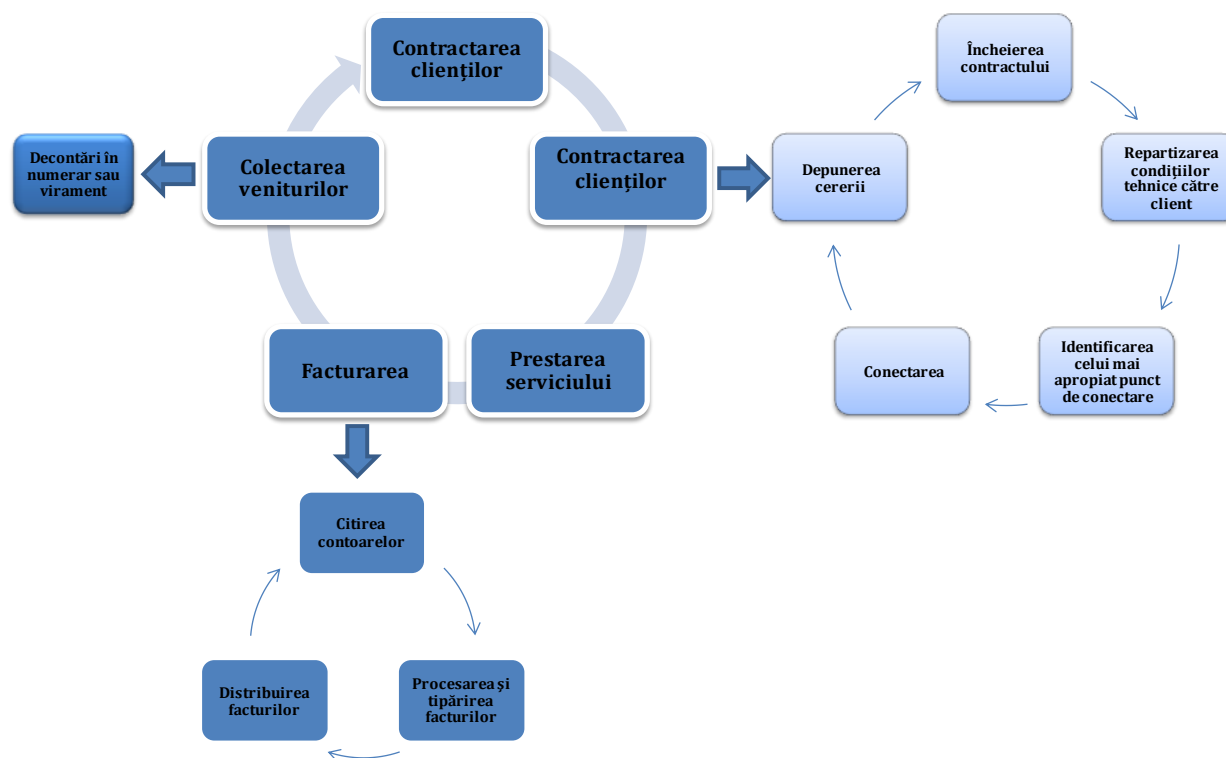 Contractarea
clienților
Contractarea
clienților
Prestarea
serviciului
Facturarea
Colectarea
veniturilor
Decontări în
numerar sau
virament
Încheierea
contractului
Repartizarea
condițiilor
tehnice către
client
Identificarea
celui mai
apropiat punct
de conectare
Conectarea
Depunerea
cererii
Citirea
contoarelor
Procesarea și
tipărirea
facturilor
Distribuirea
facturilor